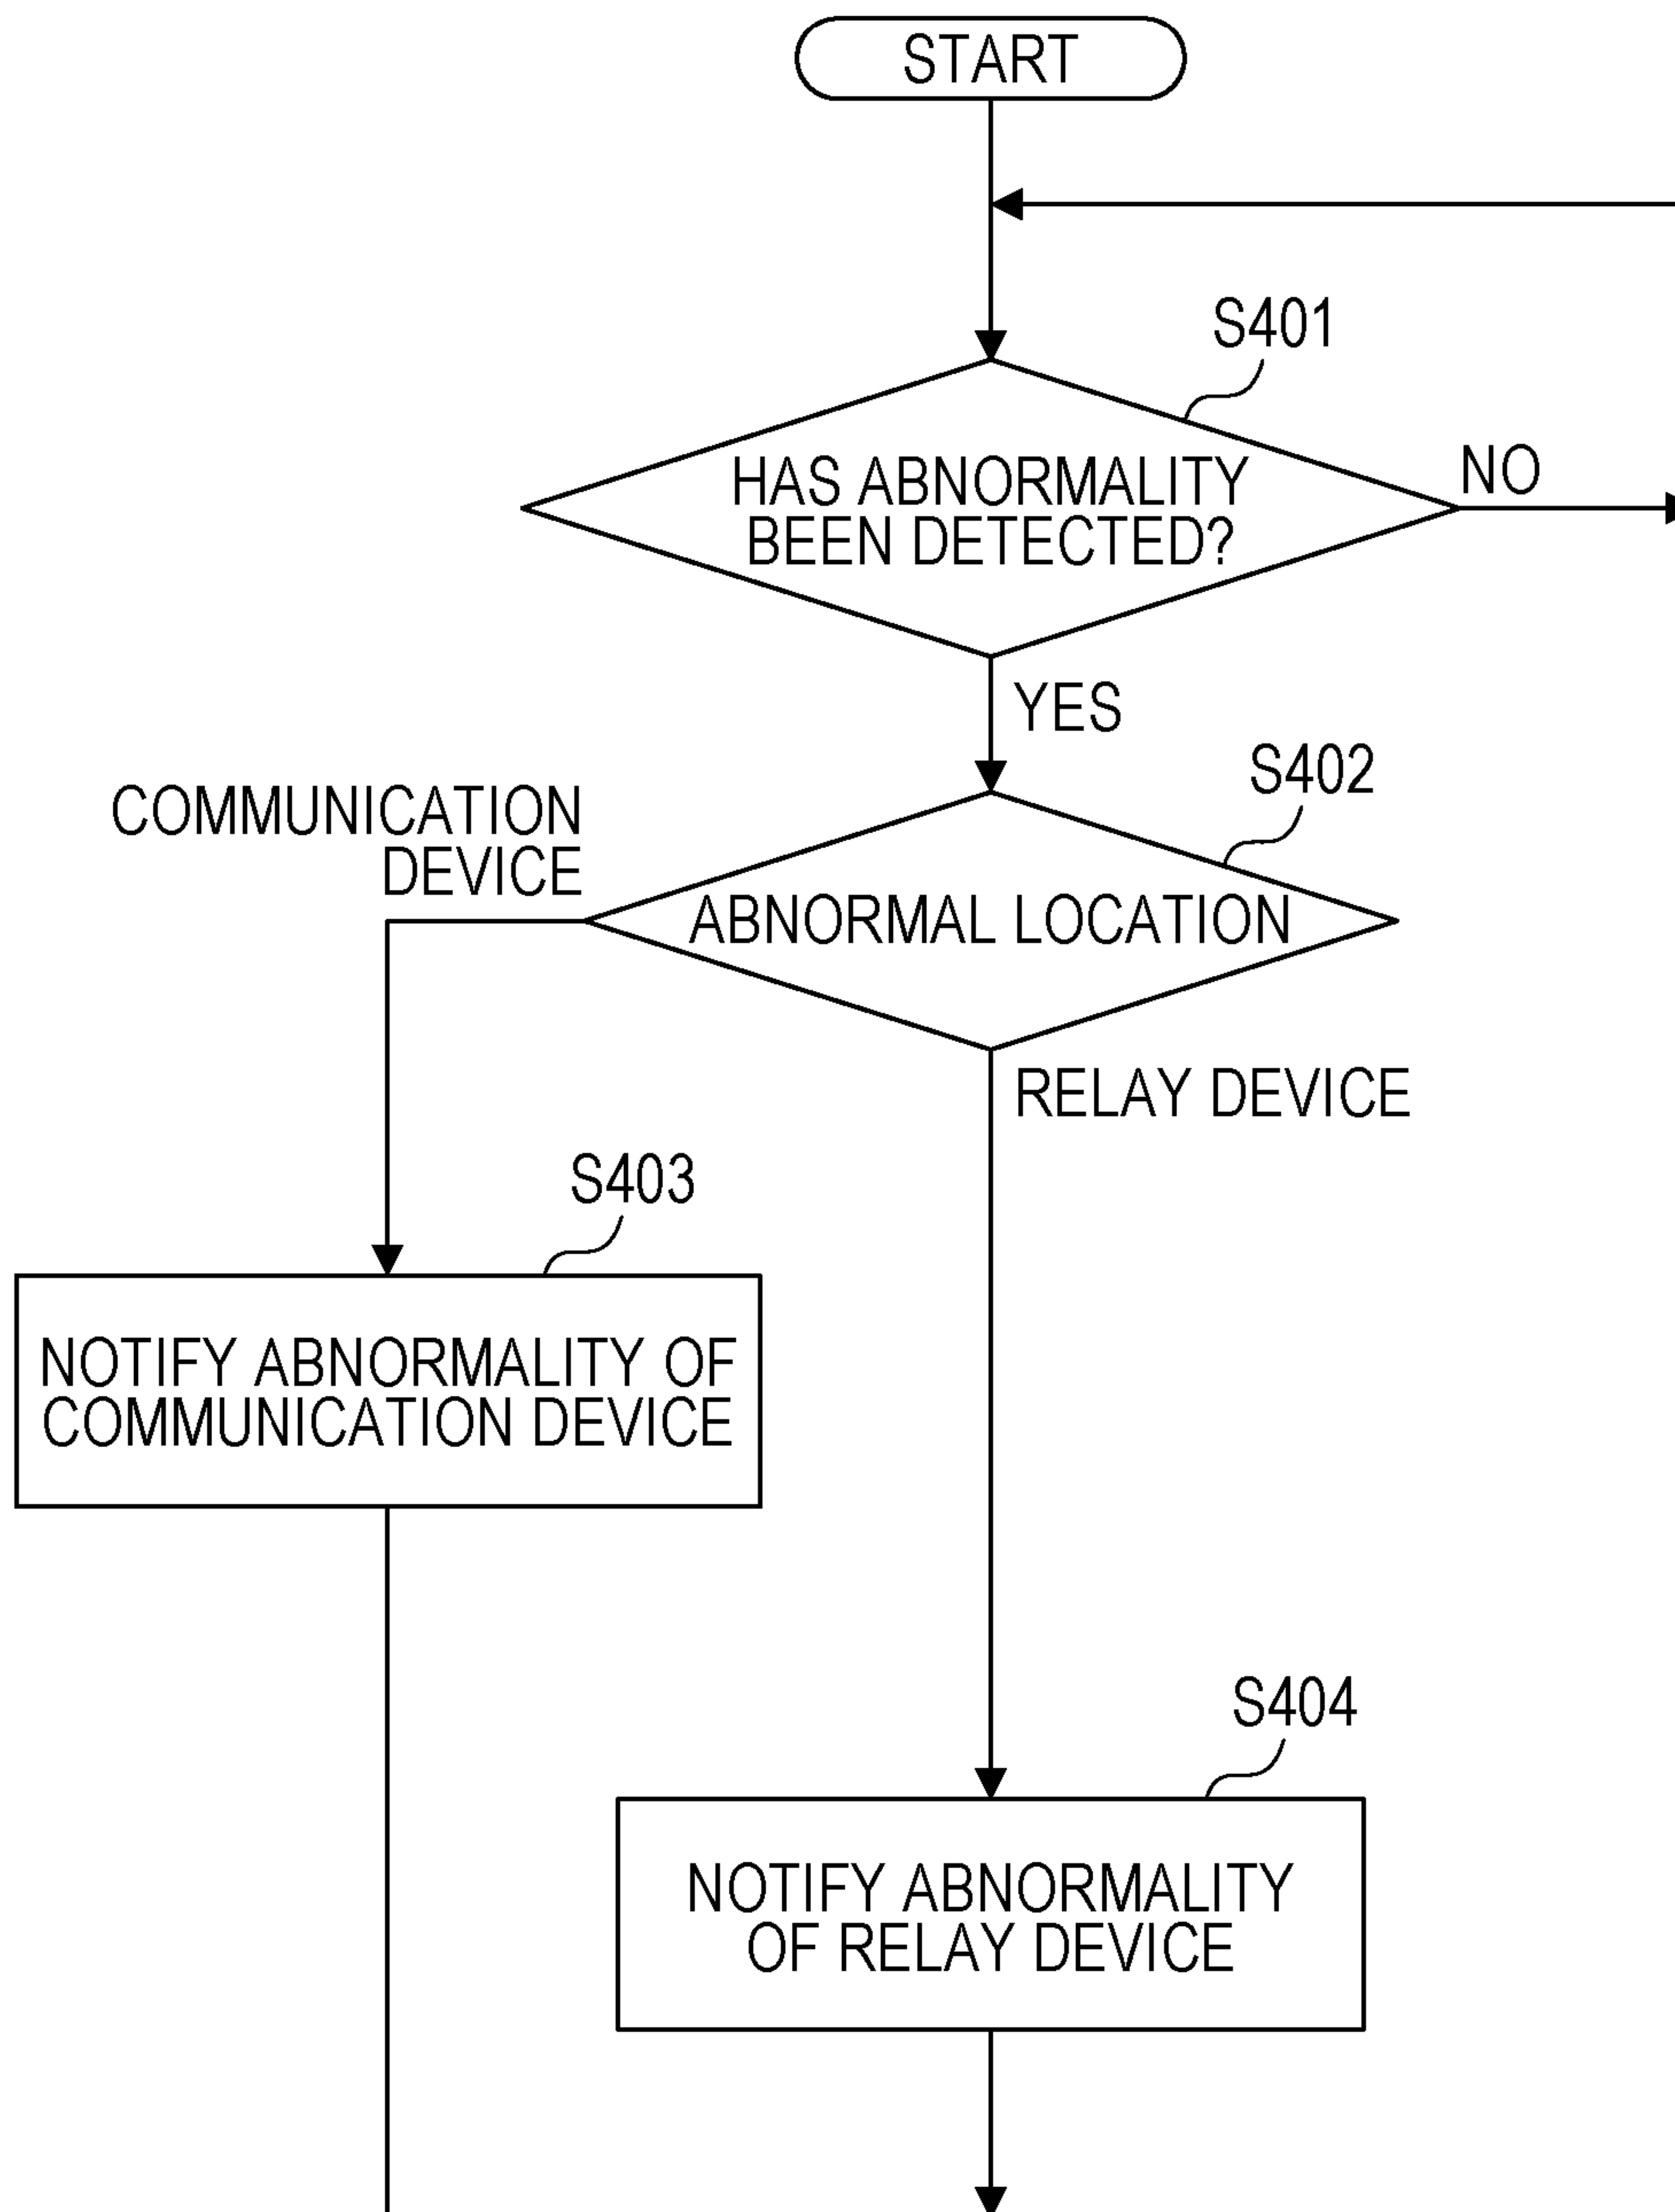 START
S401
HAS ABNORMALITY
BEEN DETECTED?
NO
YES
S402
COMMUNICATION
DEVICE
ABNORMAL LOCATION
RELAY DEVICE
S403
NOTIFY ABNORMALITY OF
COMMUNICATION DEVICE
S404
NOTIFY ABNORMALITY
OF RELAY DEVICE